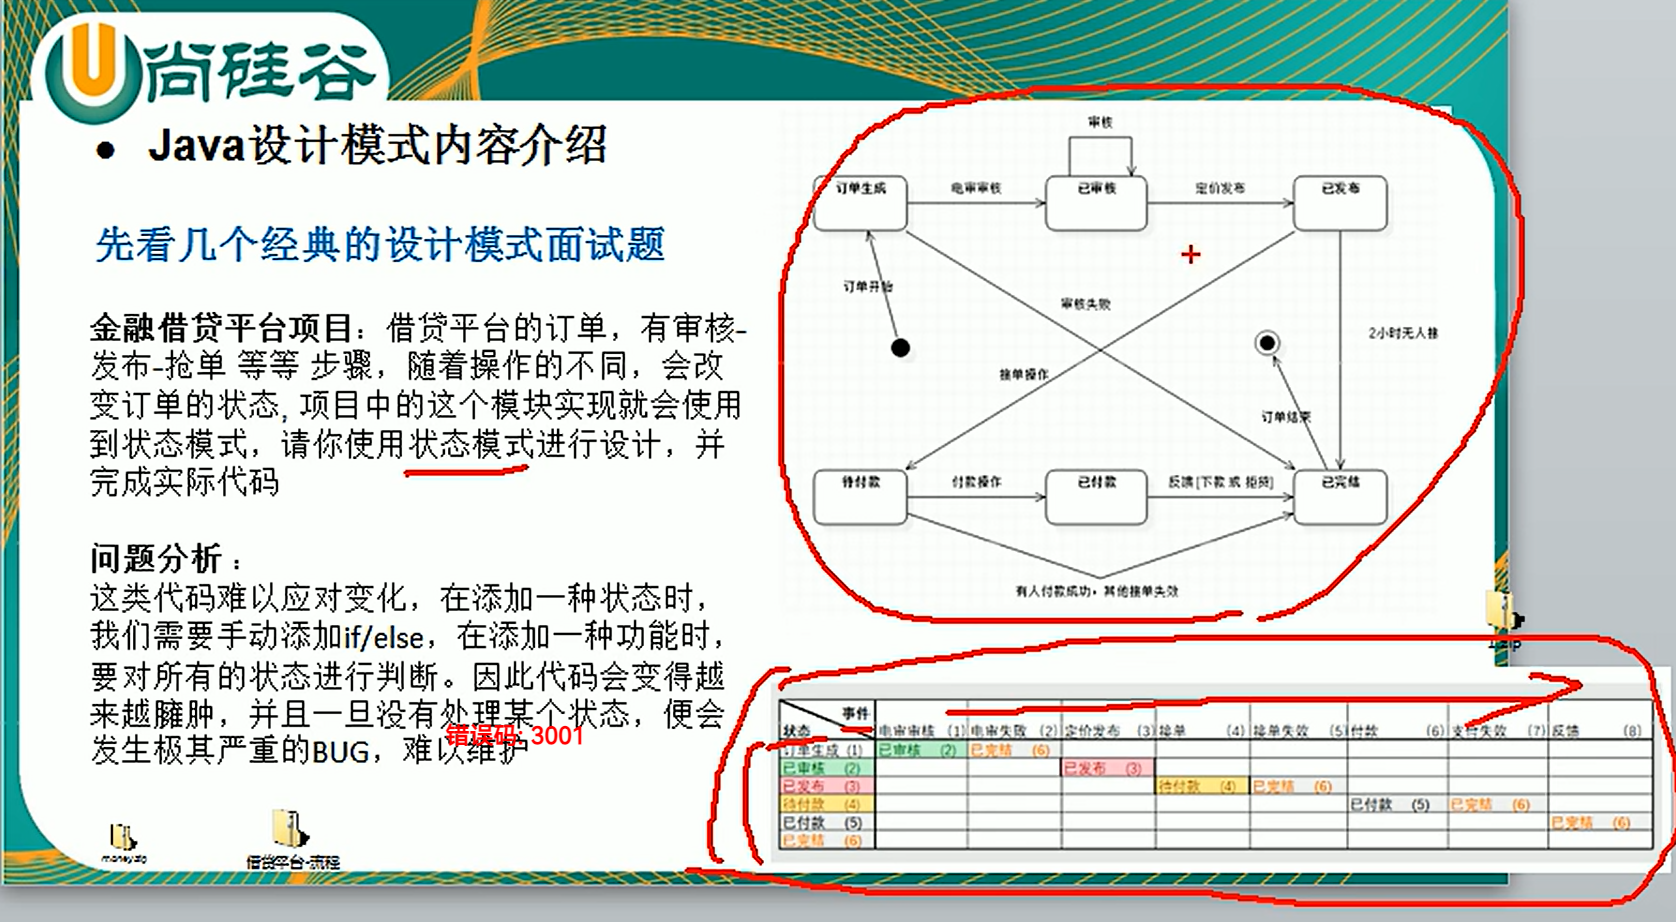 尚硅谷
Java设计模式内容介绍
先看几个经典的设计模式面试题
金融借贷平台项目：借贷平台的订单，有审核-
发布-抢单 等等 步骤，随着操作的不同，会改
变订单的状态, 项目中的这个模块实现就会使用
到状态模式，请你使用状态模式进行设计，并
完成实际代码
问题分析 ：
这类代码难以应对变化，在添加一种状态时，
我们需要手动添加if/else，在添加一种功能时，
要对所有的状态进行判断。因此代码会变得越
来越臃肿，并且一旦没有处理某个状态，便会
发生极其严重的BUG，难以维护
错误码: 3001
money.zip
借贷平台-流程
审核
订单生成
电审审核
已审核
定价发布
已发布
订单开始
审核失败
2小时无人接
接单操作
订单结束
待付款
付款操作
已付款
反馈 [下款 或 拒贷]
已完结
有人付款成功，其他接单失效
事件
状态 电审审核 (1) 电审失败 (2) 定价发布 (3) 接单 (4) 接单失效 (5) 付款 (6) 支付失效 (7) 反馈 (8)
订单生成 (1) 已审核 (2) 已完结 (6)
已审核 (2) 已发布 (3)
已发布 (3) 待付款 (4) 已完结 (6)
待付款 (4) 已付款 (5) 已完结 (6)
已付款 (5) 已完结 (6)
已完结 (6)